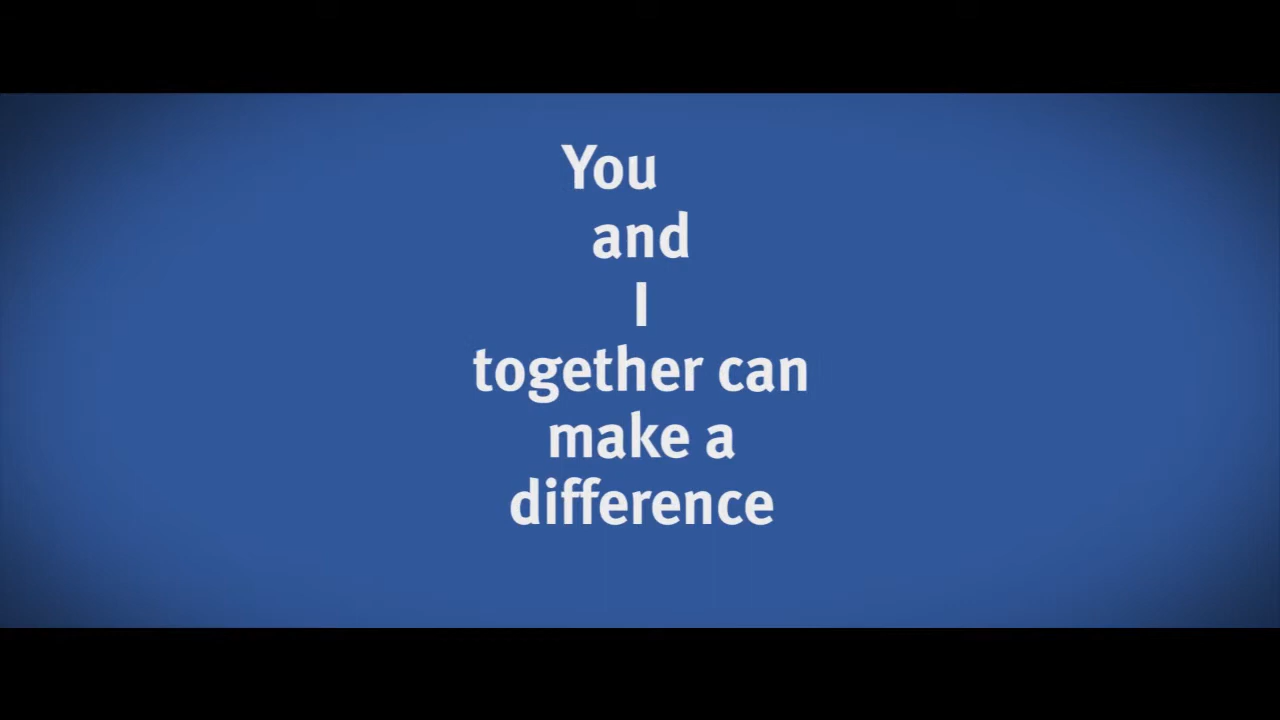 You
and
I
together can
make a
difference